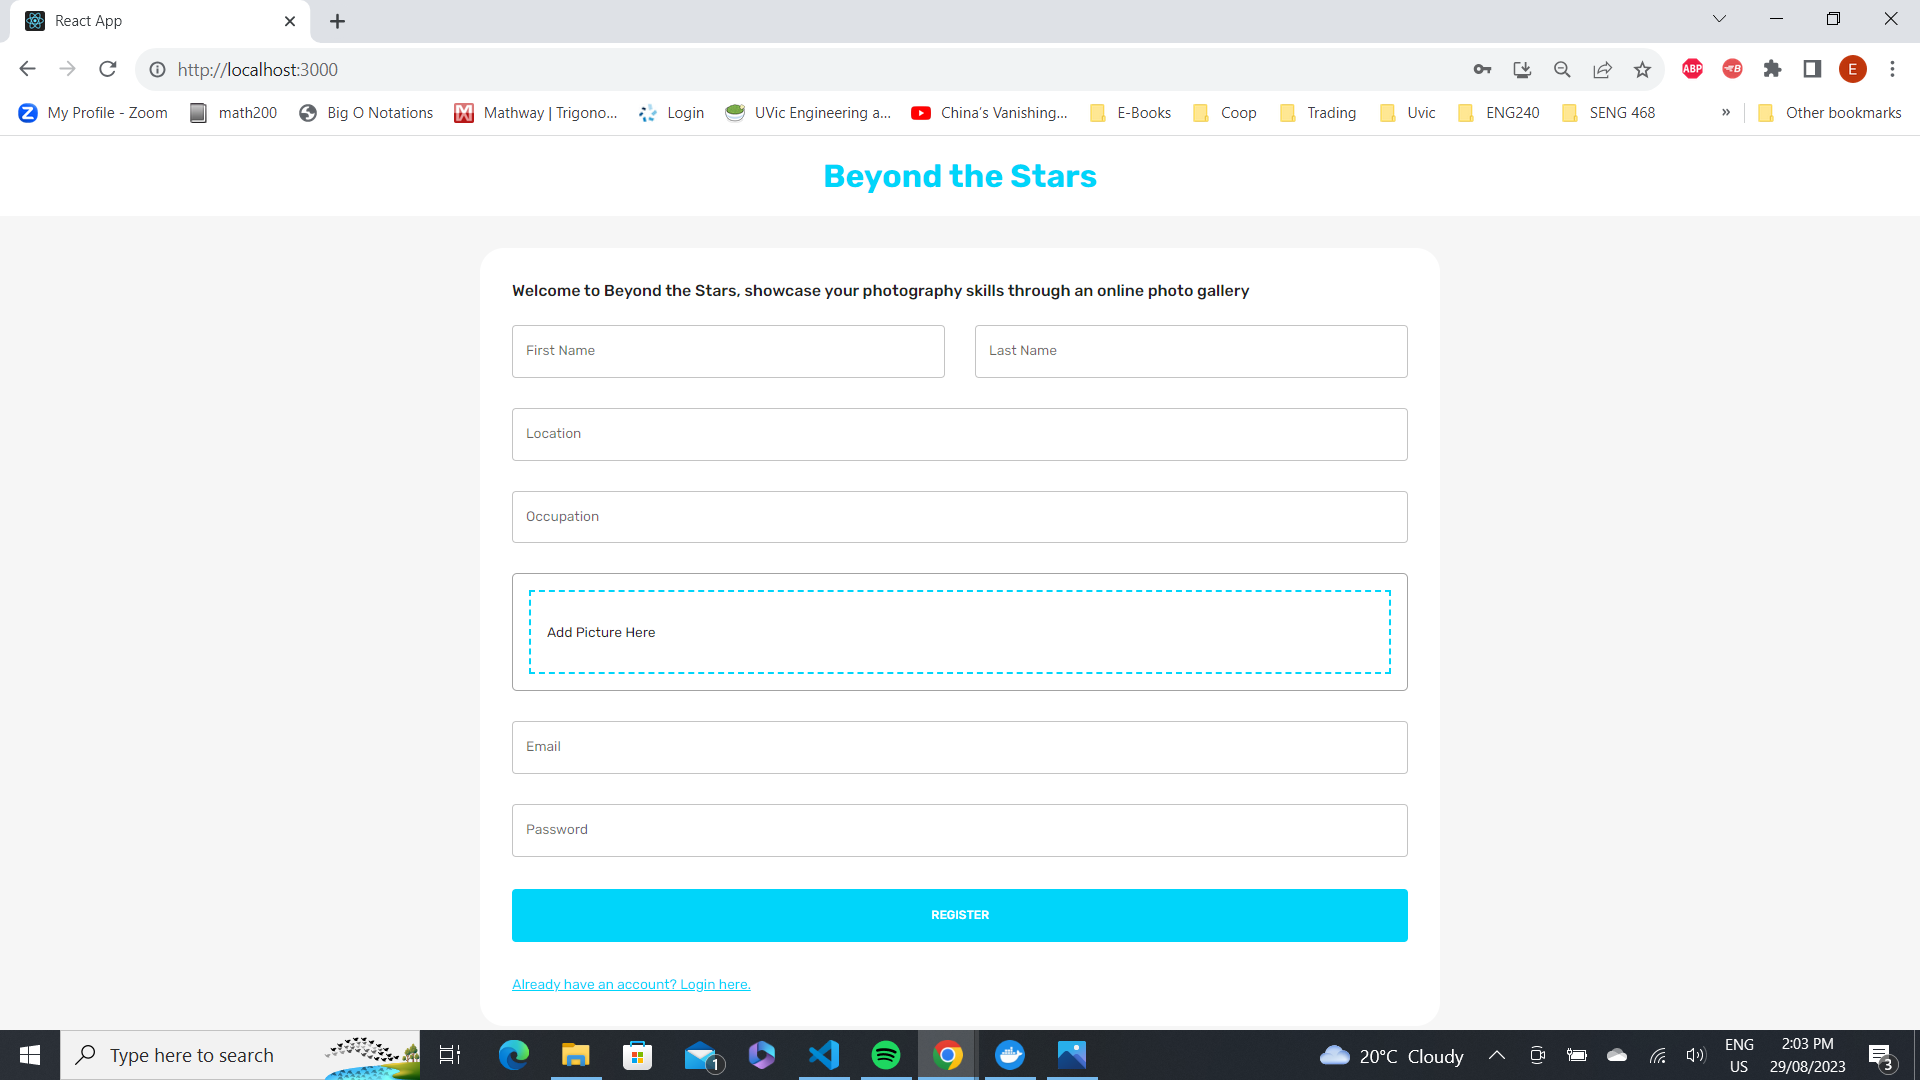 React App
http://localhost:3000
ABP
B
E
My Profile - Zoom
math200
Big O Notations
Mathway | Trigono...
Login
UVic Engineering a...
China's Vanishing...
E-Books
Coop
Trading
Uvic
ENG240
SENG 468
»
Other bookmarks
Beyond the Stars
Welcome to Beyond the Stars, showcase your photography skills through an online photo gallery
First Name
Last Name
Location
Occupation
Add Picture Here
Email
Password
REGISTER
Already have an account? Login here.
Type here to search
1
20°C Cloudy
ENG
US
2:03 PM
29/08/2023
3